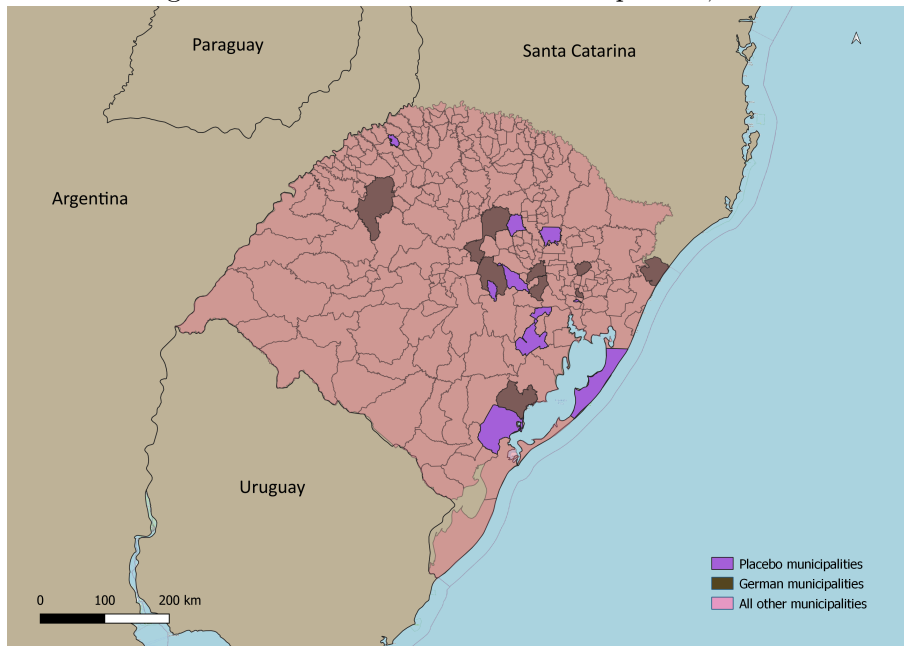 Paraguay
Santa Catarina
Argentina
Uruguay
Placebo municipalities
German municipalities
All other municipalities
0 100 200 km